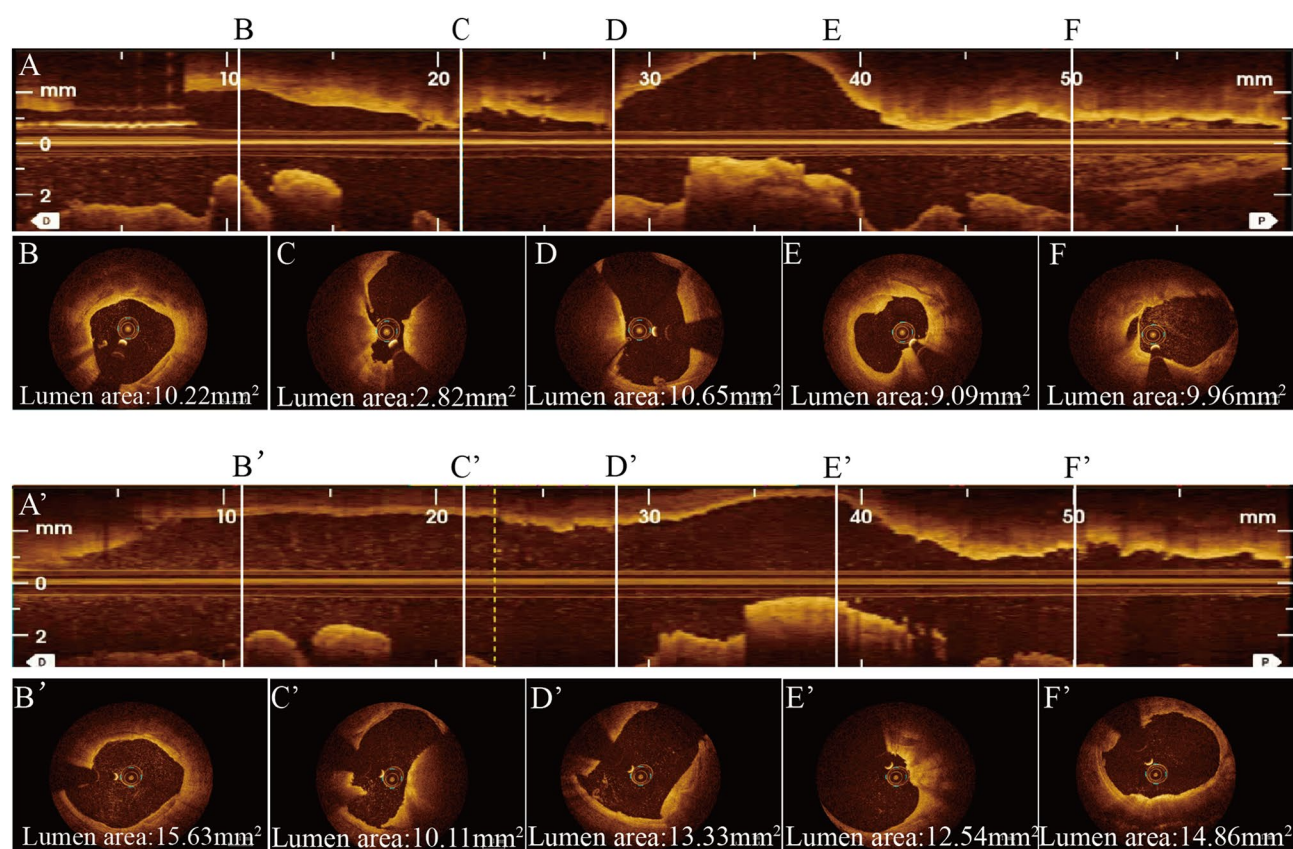 B C D E F
A
mm 10 20 30 40 50 mm
0
2
D P
B C D E F
Lumen area:10.22mm² Lumen area:2.82mm² Lumen area:10.65mm² Lumen area:9.09mm² Lumen area:9.96mm²
B′ C’ D’ E’ F’
A’
mm 10 20 30 40 50 mm
0
2
D P
B′ C’ D’ E’ F’
Lumen area:15.63mm² Lumen area:10.11mm² Lumen area:13.33mm² Lumen area:12.54mm² Lumen area:14.86mm²